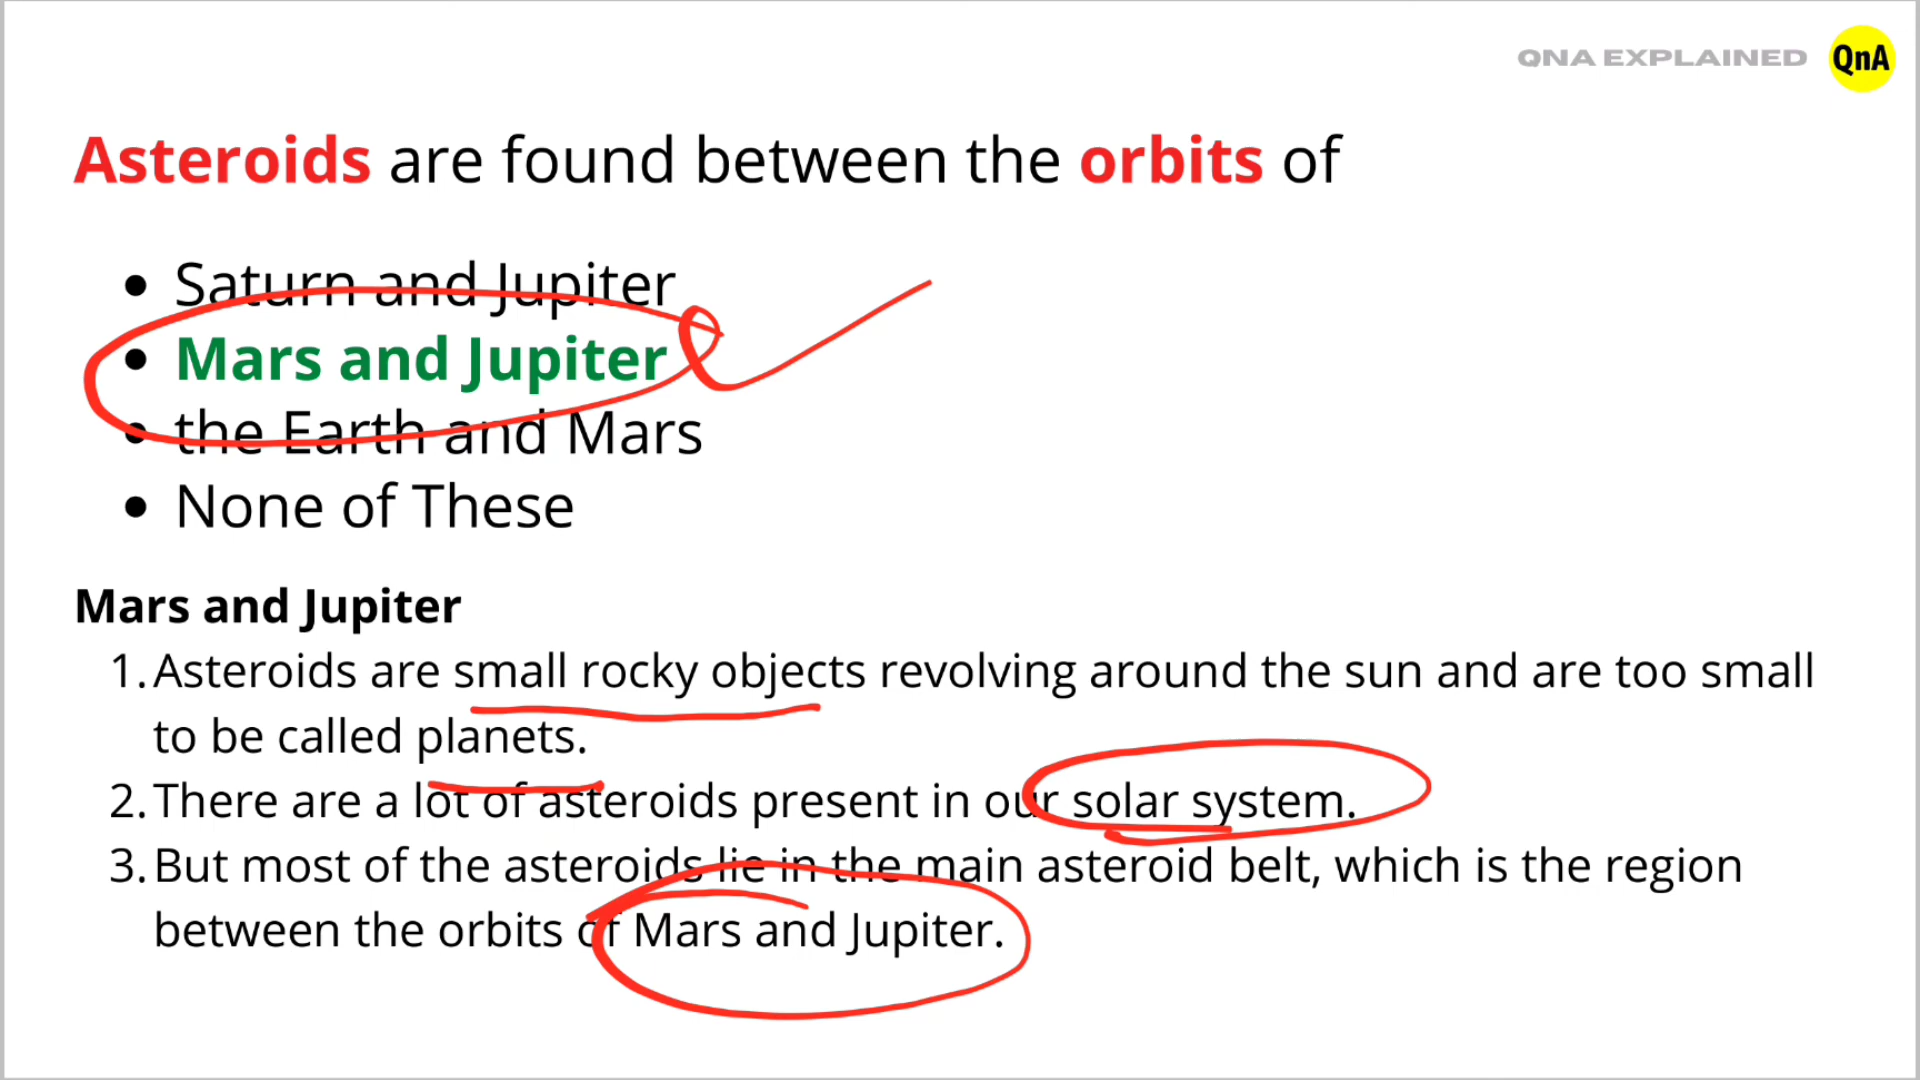 QNA EXPLAINED QnA
Asteroids are found between the orbits of
• Saturn and Jupiter
• Mars and Jupiter
• the Earth and Mars
• None of These
Mars and Jupiter
1. Asteroids are small rocky objects revolving around the sun and are too small
to be called planets.
2. There are a lot of asteroids present in our solar system.
3. But most of the asteroids lie in the main asteroid belt, which is the region
between the orbits of Mars and Jupiter.